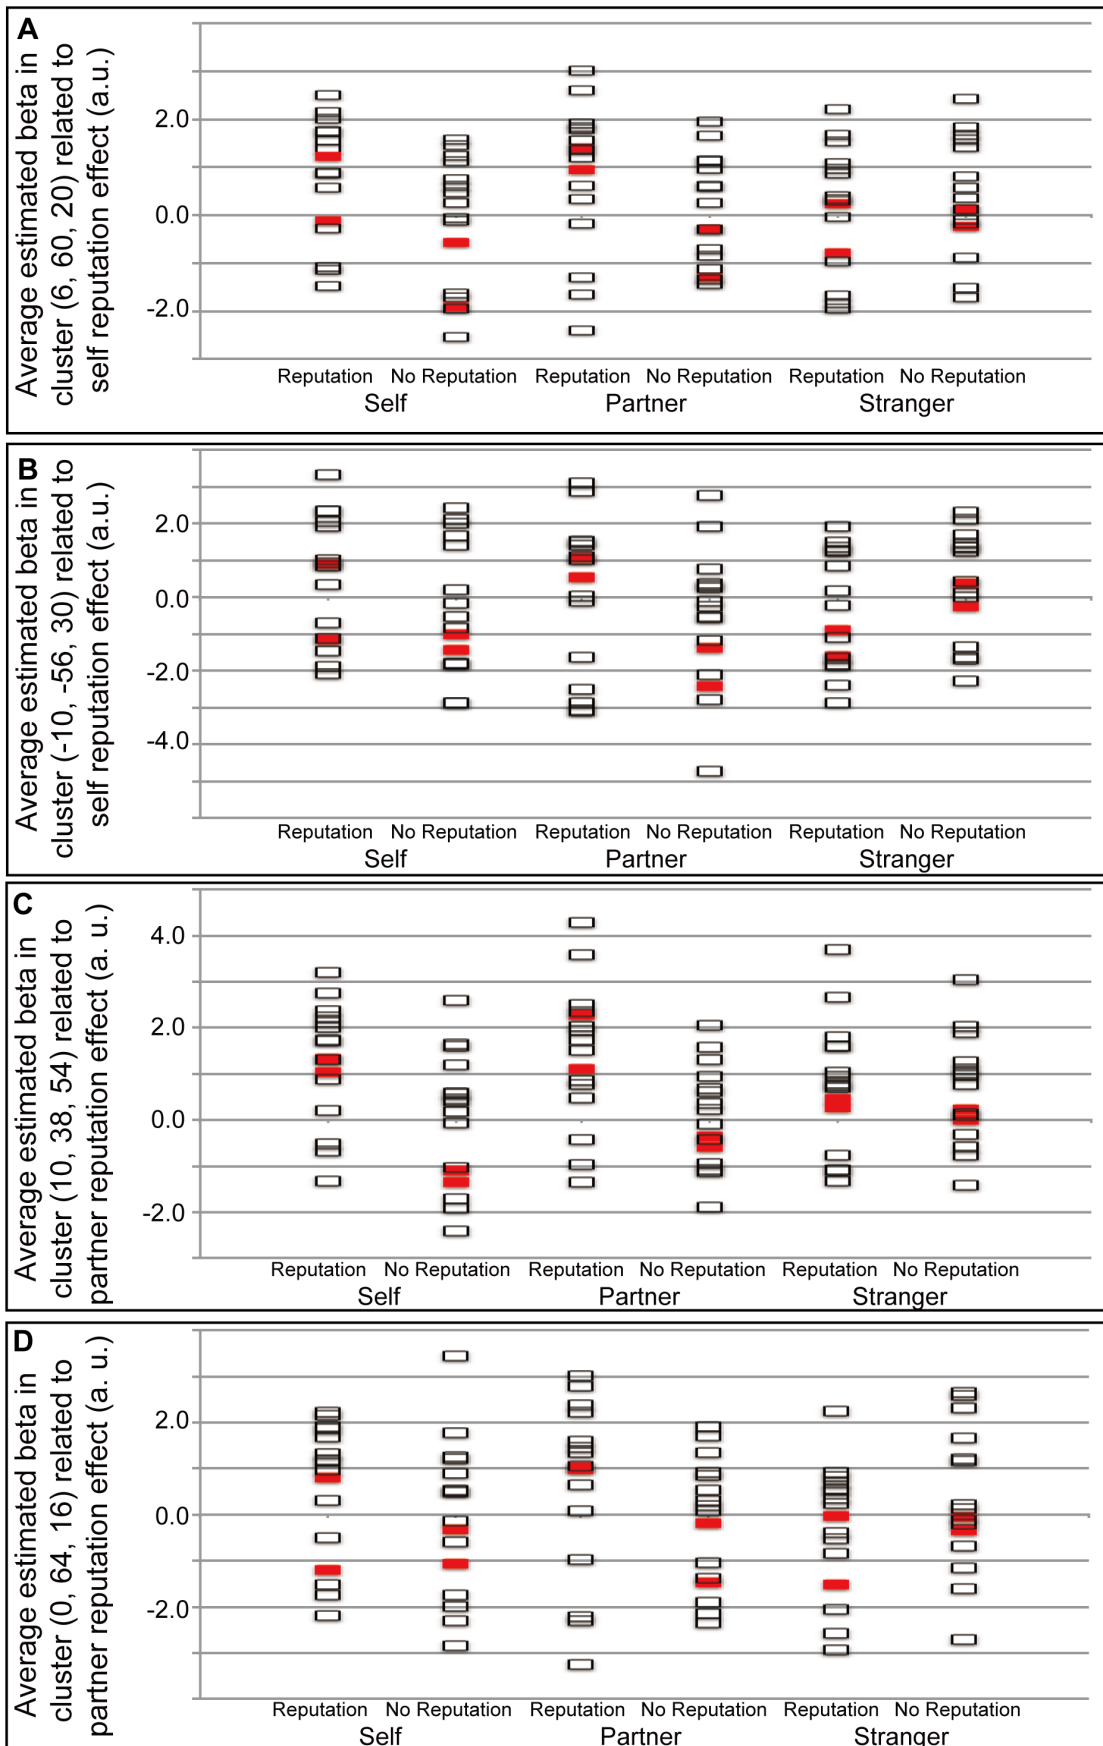 A
Average estimated beta in
cluster (6, 60, 20) related to
self reputation effect (a.u.)
2.0
0.0
-2.0
Reputation No Reputation Reputation No Reputation Reputation No Reputation
Self Partner Stranger
B
Average estimated beta in
cluster (-10, -56, 30) related to
self reputation effect (a.u.)
2.0
0.0
-2.0
-4.0
Reputation No Reputation Reputation No Reputation Reputation No Reputation
Self Partner Stranger
C
Average estimated beta in
cluster (10, 38, 54) related to
partner reputation effect (a. u.)
4.0
2.0
0.0
-2.0
Reputation No Reputation Reputation No Reputation Reputation No Reputation
Self Partner Stranger
D
Average estimated beta in
cluster (0, 64, 16) related to
partner reputation effect (a. u.)
2.0
0.0
-2.0
Reputation No Reputation Reputation No Reputation Reputation No Reputation
Self Partner Stranger